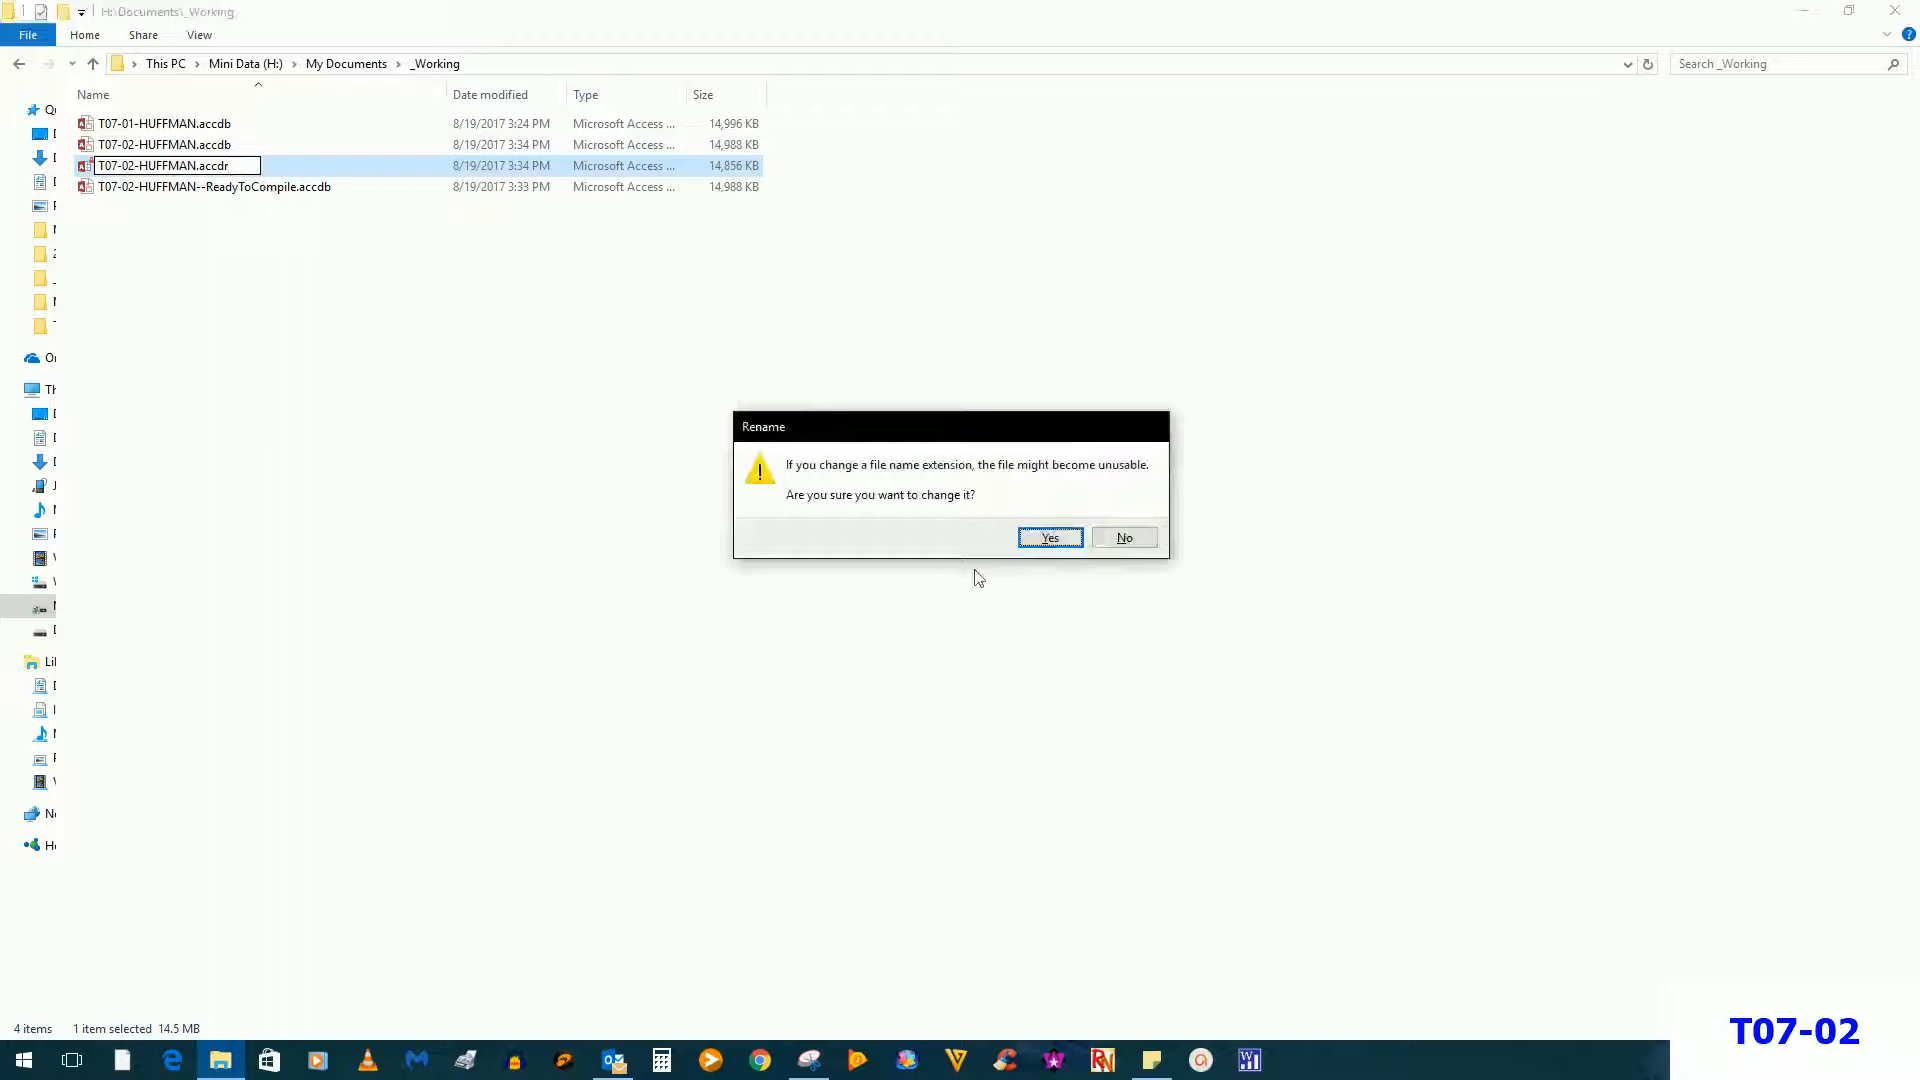 H:\Documents\_Working
File Home Share View
This PC Mini Data (H:) My Documents _Working
Search _Working
Name Date modified Type Size
T07-01-HUFFMAN.accdb 8/19/2017 3:24 PM Microsoft Access ... 14,996 KB
T07-02-HUFFMAN.accdb 8/19/2017 3:34 PM Microsoft Access ... 14,988 KB
T07-02-HUFFMAN.accdr 8/19/2017 3:34 PM Microsoft Access ... 14,856 KB
T07-02-HUFFMAN--ReadyToCompile.accdb 8/19/2017 3:33 PM Microsoft Access ... 14,988 KB
Rename
If you change a file name extension, the file might become unusable.
Are you sure you want to change it?
Yes No
4 items 1 item selected 14.5 MB
T07-02